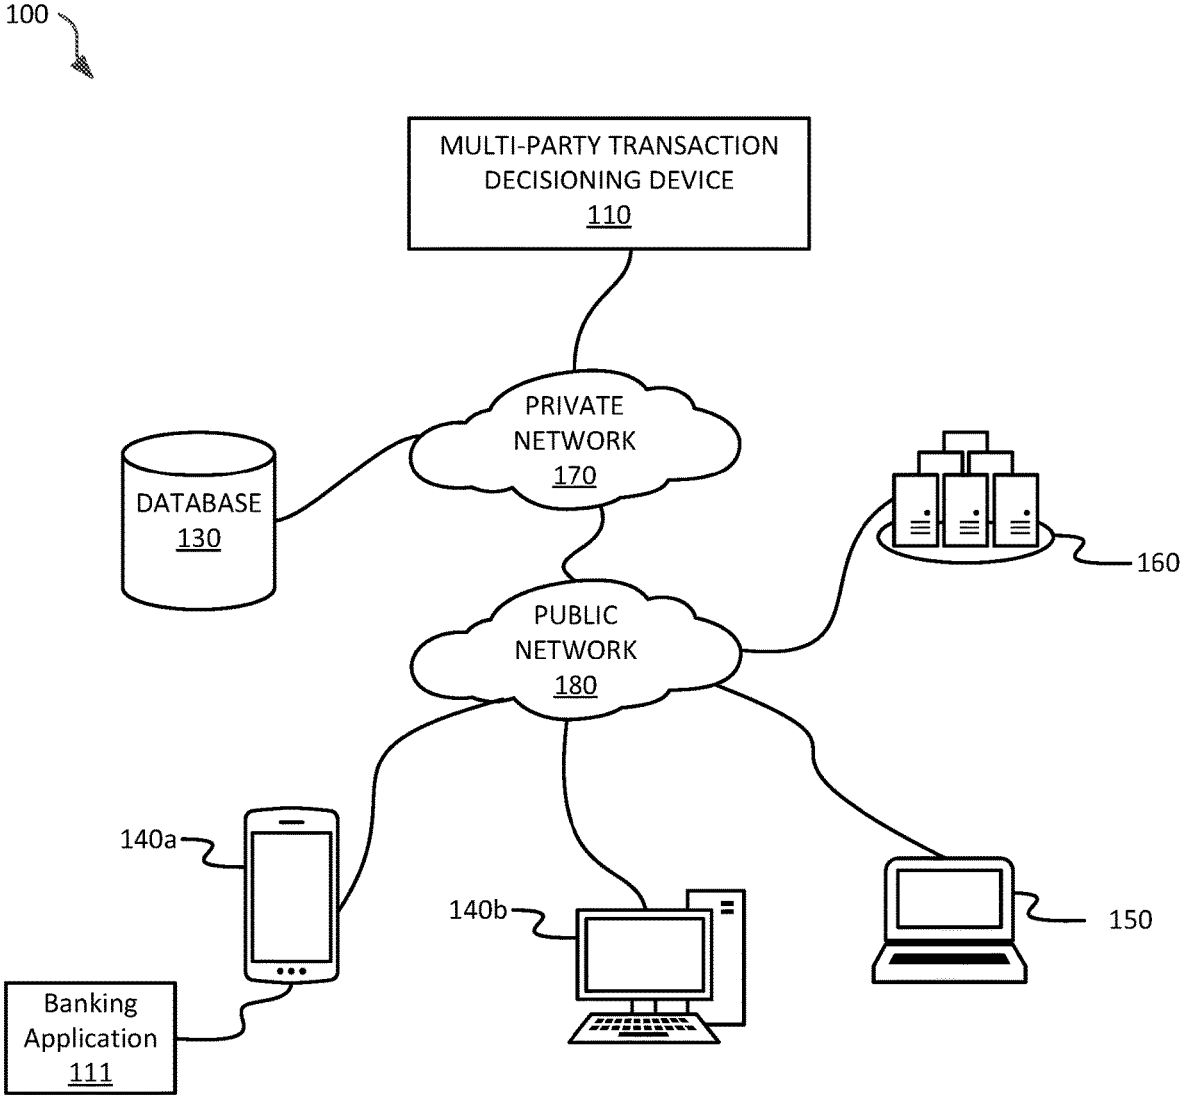 100
MULTI-PARTY TRANSACTION
DECISIONING DEVICE
110
PRIVATE
NETWORK
170
DATABASE
130
160
PUBLIC
NETWORK
180
140a
140b
150
Banking
Application
111